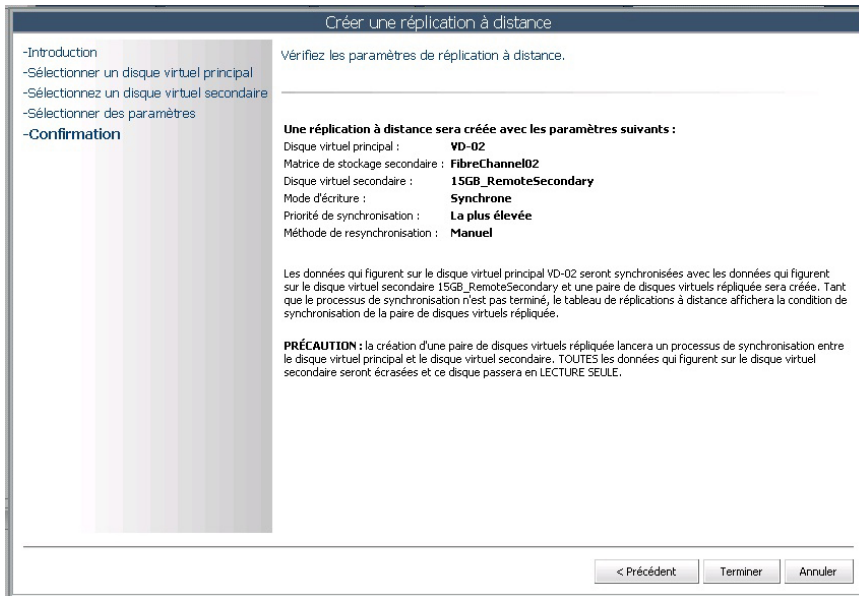 Créer une réplication à distance
-Introduction
-Sélectionner un disque virtuel principal
-Sélectionnez un disque virtuel secondaire
-Sélectionner des paramètres
-Confirmation
Vérifiez les paramètres de réplication à distance.
Une réplication à distance sera créée avec les paramètres suivants :
Disque virtuel principal : VD-02
Matrice de stockage secondaire : FibreChannel02
Disque virtuel secondaire : 15GB_RemoteSecondary
Mode d'écriture : Synchrone
Priorité de synchronisation : La plus élevée
Méthode de resynchronisation : Manuel
Les données qui figurent sur le disque virtuel principal VD-02 seront synchronisées avec les données qui figurent
sur le disque virtuel secondaire 15GB_RemoteSecondary et une paire de disques virtuels répliquée sera créée. Tant
que le processus de synchronisation n'est pas terminé, le tableau de réplications à distance affichera la condition de
synchronisation de la paire de disques virtuels répliquée.
PRÉCAUTION : la création d'une paire de disques virtuels répliquée lancera un processus de synchronisation entre
le disque virtuel principal et le disque virtuel secondaire. TOUTES les données qui figurent sur le disque virtuel
secondaire seront écrasées et ce disque passera en LECTURE SEULE.
< Précédent
Terminer
Annuler